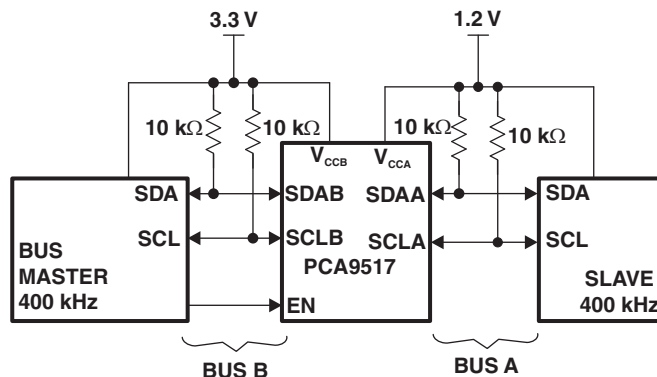 3.3 V
1.2 V
10 kΩ
10 kΩ
10 kΩ
10 kΩ
VCCB
VCCA
SDA
SDAB
SDAA
SDA
SCL
SCLB
SCLA
SCL
BUS
MASTER
400 kHz
PCA9517
EN
SLAVE
400 kHz
BUS B
BUS A